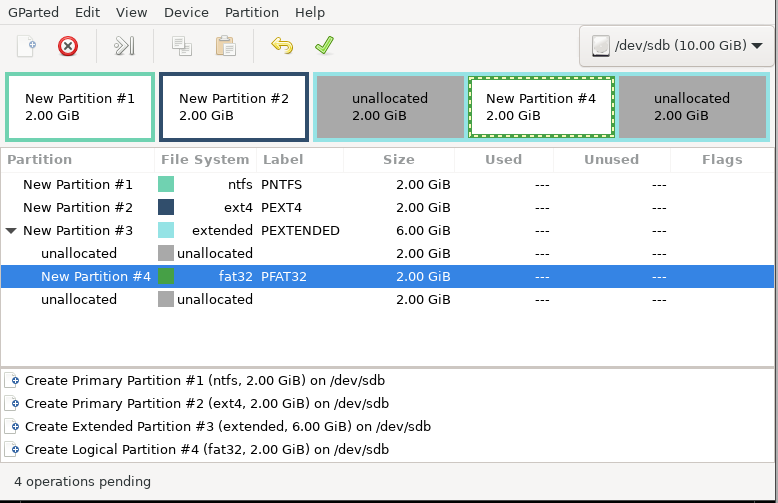 GParted Edit View Device Partition Help
/dev/sdb (10.00 GiB)
New Partition #1
2.00 GiB
New Partition #2
2.00 GiB
unallocated
2.00 GiB
New Partition #4
2.00 GiB
unallocated
2.00 GiB
Partition File System Label Size Used Unused Flags
New Partition #1 ntfs PNTFS 2.00 GiB --- ---
New Partition #2 ext4 PEXT4 2.00 GiB --- ---
New Partition #3 extended PEXTENDED 6.00 GiB --- ---
unallocated unallocated 2.00 GiB --- ---
New Partition #4 fat32 PFAT32 2.00 GiB --- ---
unallocated unallocated 2.00 GiB --- ---
Create Primary Partition #1 (ntfs, 2.00 GiB) on /dev/sdb
Create Primary Partition #2 (ext4, 2.00 GiB) on /dev/sdb
Create Extended Partition #3 (extended, 6.00 GiB) on /dev/sdb
Create Logical Partition #4 (fat32, 2.00 GiB) on /dev/sdb
4 operations pending